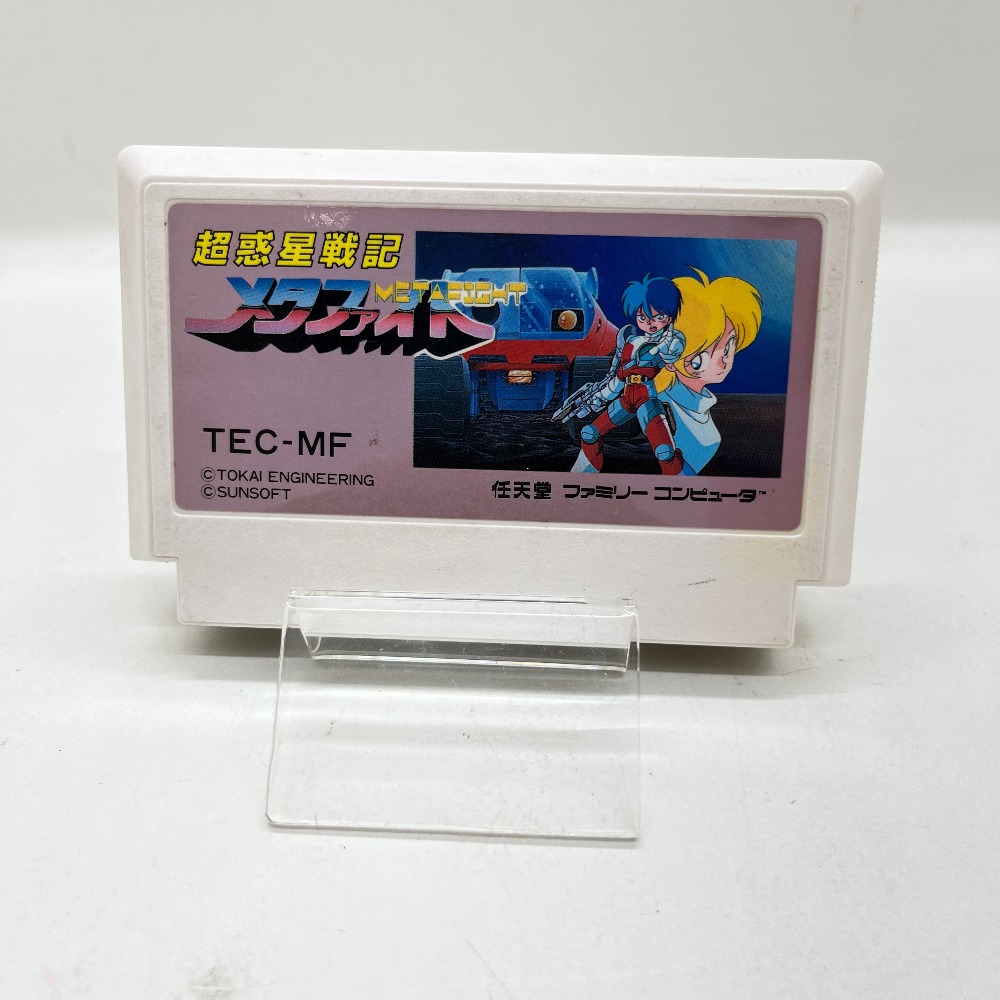 超惑星戦記
メタファイト
METAFIGHT
TEC-MF
©TOKAI ENGINEERING
©SUNSOFT
任天堂 ファミリー コンピュータ™